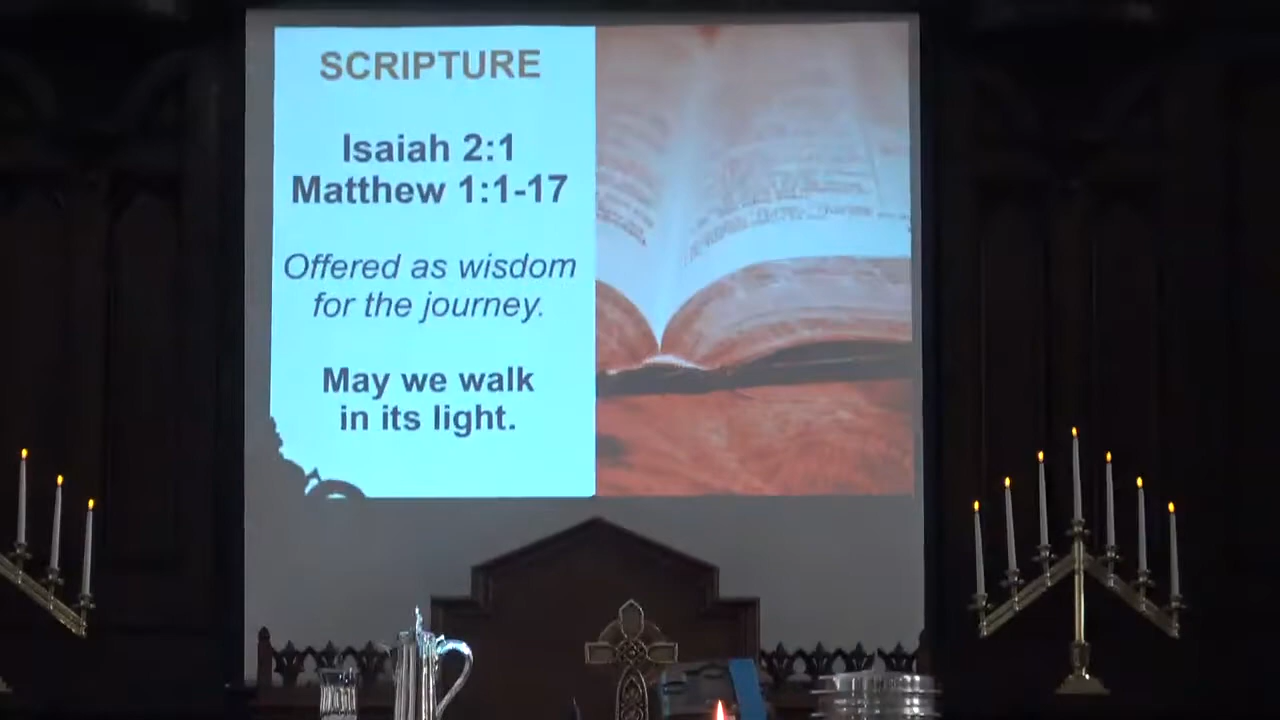 SCRIPTURE
Isaiah 2:1
Matthew 1:1-17
Offered as wisdom
for the journey.
May we walk
in its light.